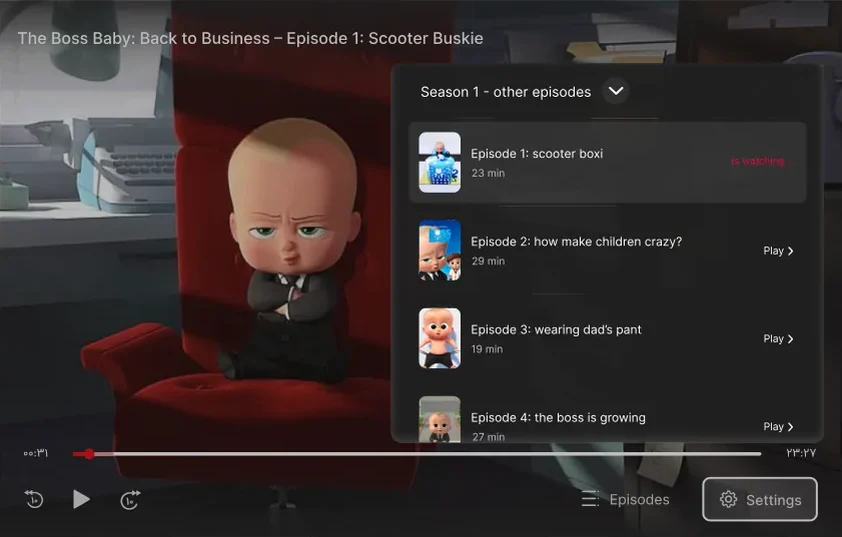 The Boss Baby: Back to Business – Episode 1: Scooter Buskie
Season 1 - other episodes
Episode 1: scooter boxi
23 min
is watching
Episode 2: how make children crazy?
29 min
Play
Episode 3: wearing dad's pant
19 min
Play
Episode 4: the boss is growing
27 min
Play
۰۰:۳۱
۲۳:۲۷
۱۰
۱۰
Episodes
Settings